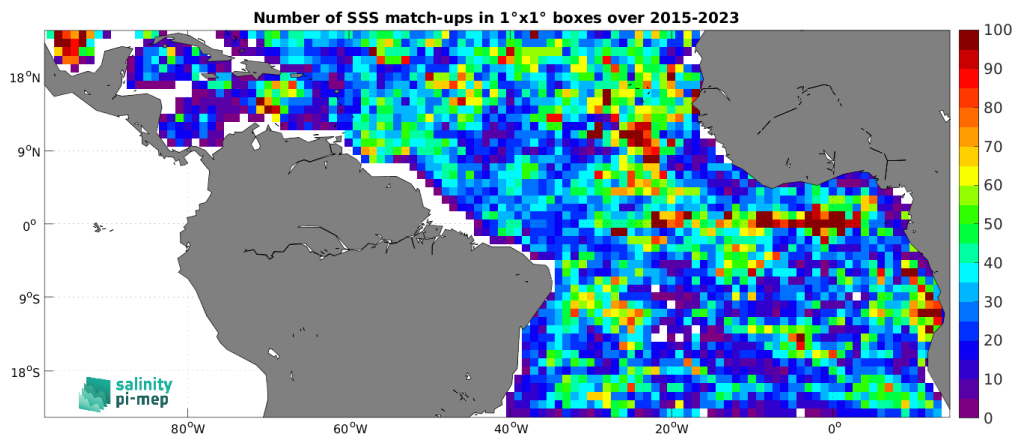 Number of SSS match-ups in 1°x1° boxes over 2015-2023
18°N
9°N
0°
9°S
18°S
80°W
60°W
40°W
20°W
0°
100
90
80
70
60
50
40
30
20
10
0
salinity
pi-mep